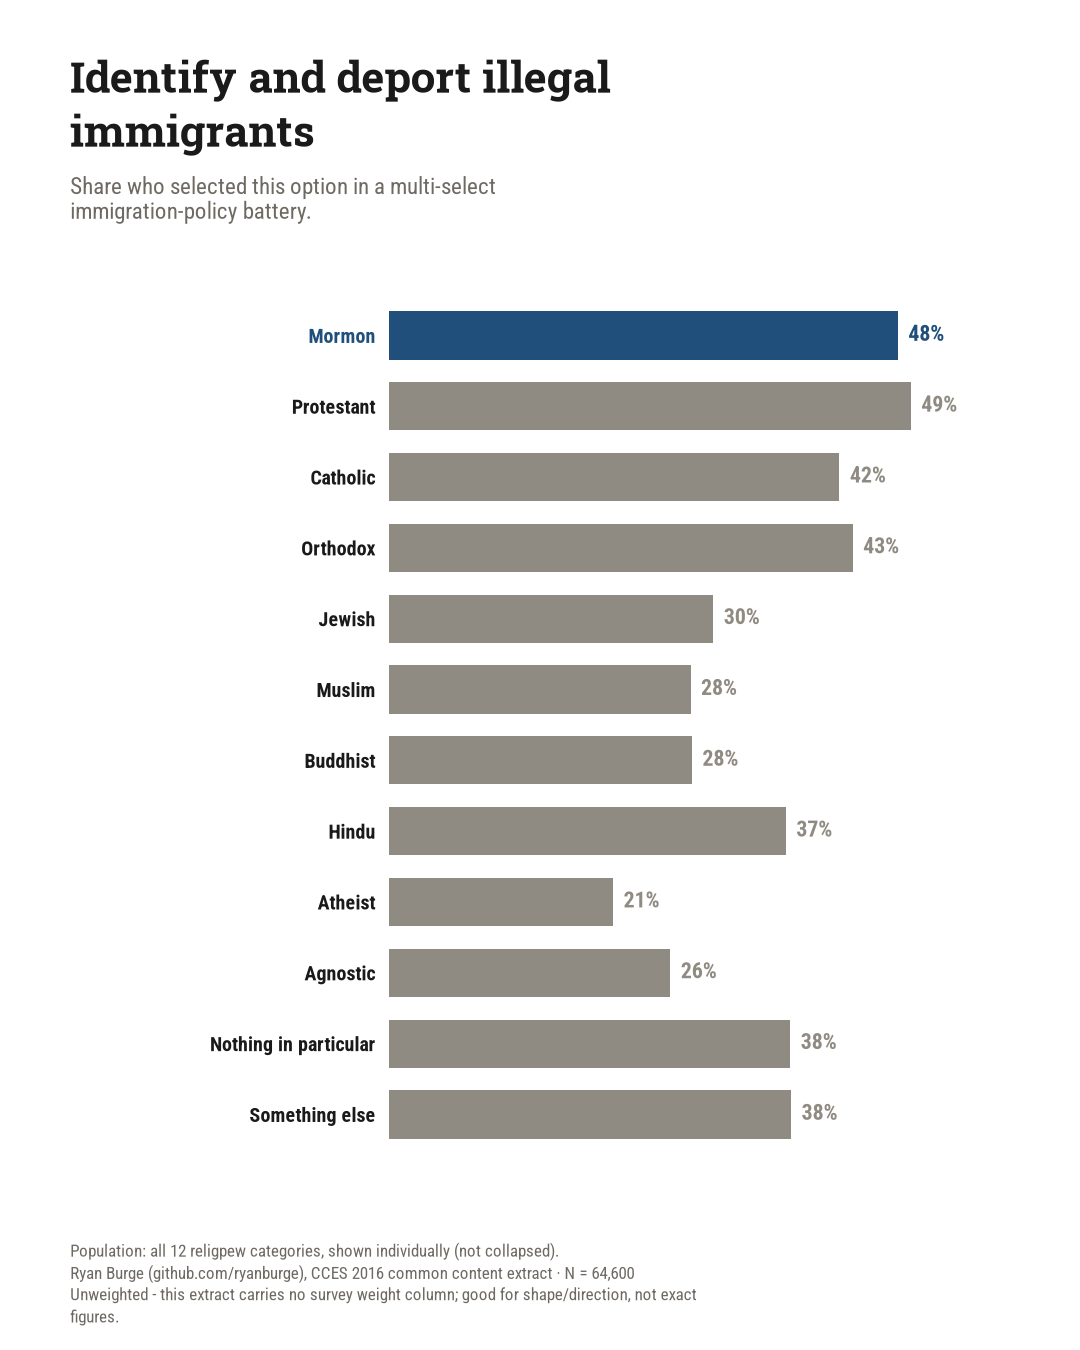 Identify and deport illegal
immigrants
Share who selected this option in a multi-select
immigration-policy battery.
Mormon 48%
Protestant 49%
Catholic 42%
Orthodox 43%
Jewish 30%
Muslim 28%
Buddhist 28%
Hindu 37%
Atheist 21%
Agnostic 26%
Nothing in particular 38%
Something else 38%
Population: all 12 religpew categories, shown individually (not collapsed).
Ryan Burge (github.com/ryanburge), CCES 2016 common content extract · N = 64,600
Unweighted - this extract carries no survey weight column; good for shape/direction, not exact
figures.